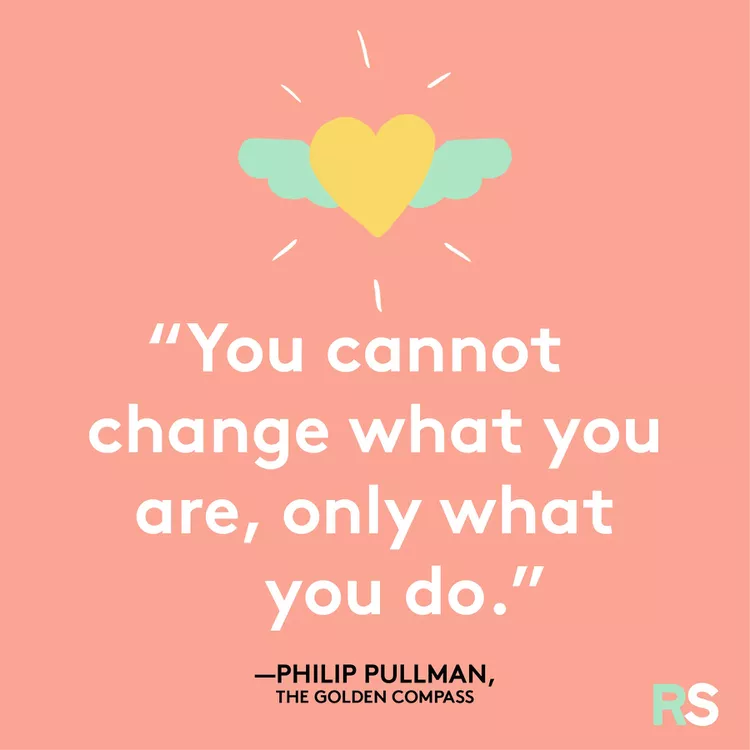 “You cannot
change what you
are, only what
you do.”
—PHILIP PULLMAN,
THE GOLDEN COMPASS
RS